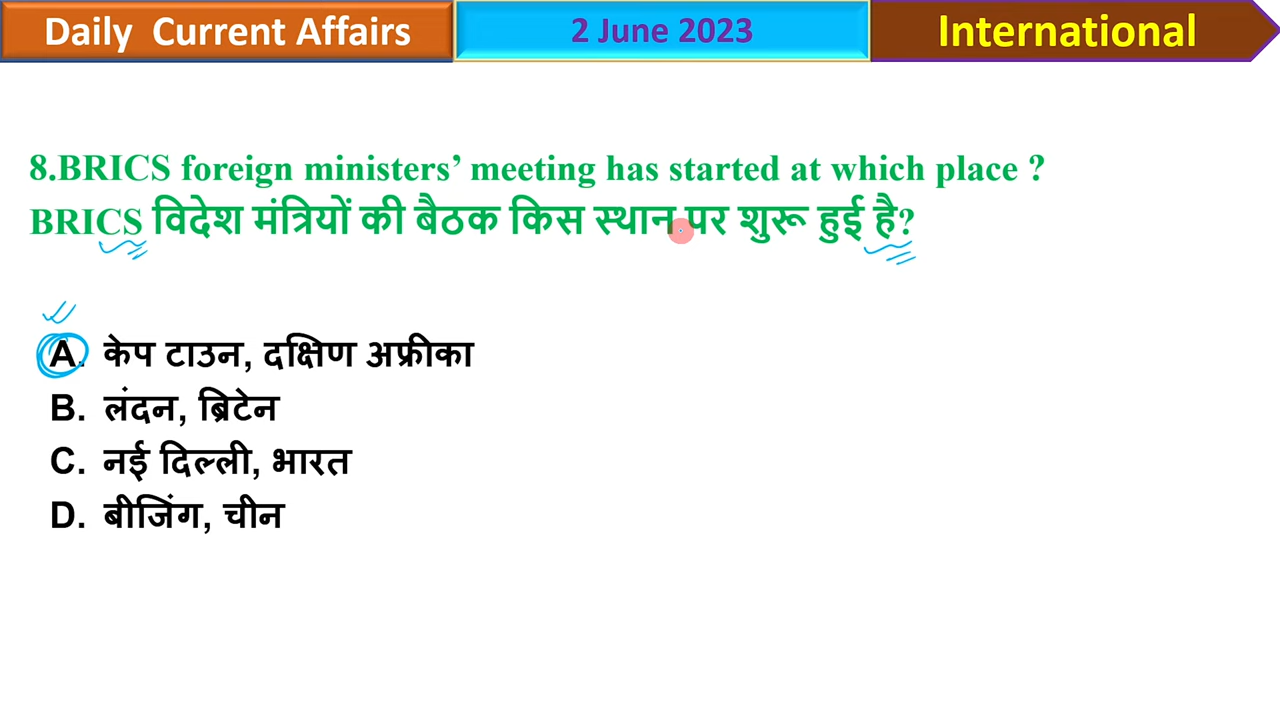 Daily Current Affairs
2 June 2023
International
8.BRICS foreign ministers’ meeting has started at which place ?
BRICS विदेश मंत्रियों की बैठक किस स्थान पर शुरू हुई है?
A. केप टाउन, दक्षिण अफ्रीका
B. लंदन, ब्रिटेन
C. नई दिल्ली, भारत
D. बीजिंग, चीन